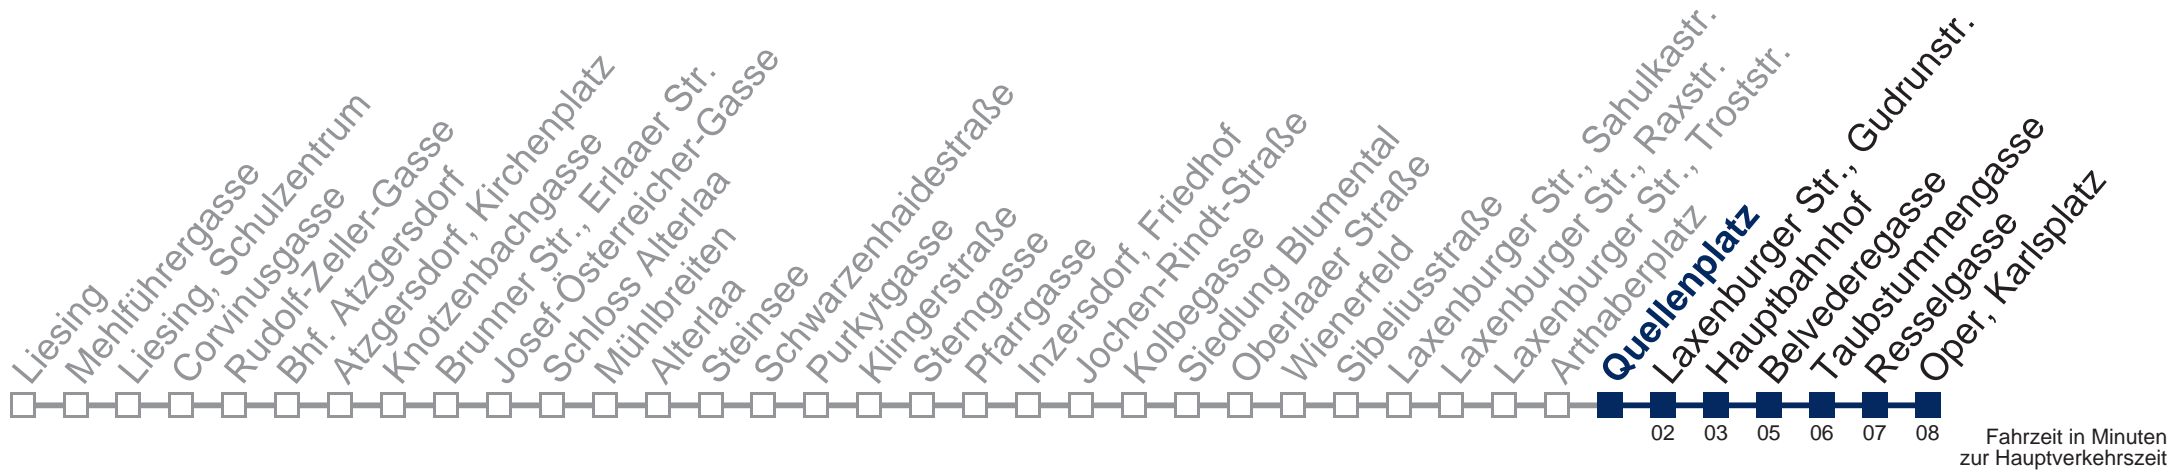 Liesing
Mehlführergasse
Liesing, Schulzentrum
Corvinusgasse
Rudolf-Zeller-Gasse
Bhf. Atzgersdorf
Atzgersdorf, Kirchenplatz
Knotzenbachgasse
Brunner Str., Erlaaer Str.
Josef-Österreicher-Gasse
Schloss Alterlaa
Mühlbreiten
Alterlaa
Steinsee
Schwarzenhaidestraße
Purkytgasse
Klingerstraße
Sterngasse
Pfarrgasse
Inzersdorf, Friedhof
Jochen-Rindt-Straße
Kolbegasse
Siedlung Blumental
Oberlaaer Straße
Wienerfeld
Sibeliusstraße
Laxenburger Str., Sahulkastr.
Laxenburger Str., Raxstr.
Laxenburger Str., Troststr.
Arthaberplatz
Quellenplatz
Laxenburger Str., Gudrunstr.
Hauptbahnhof
Belvederegasse
Taubstummengasse
Resselgasse
Oper, Karlsplatz
02 03 05 06 07 08
Fahrzeit in Minuten
zur Hauptverkehrszeit